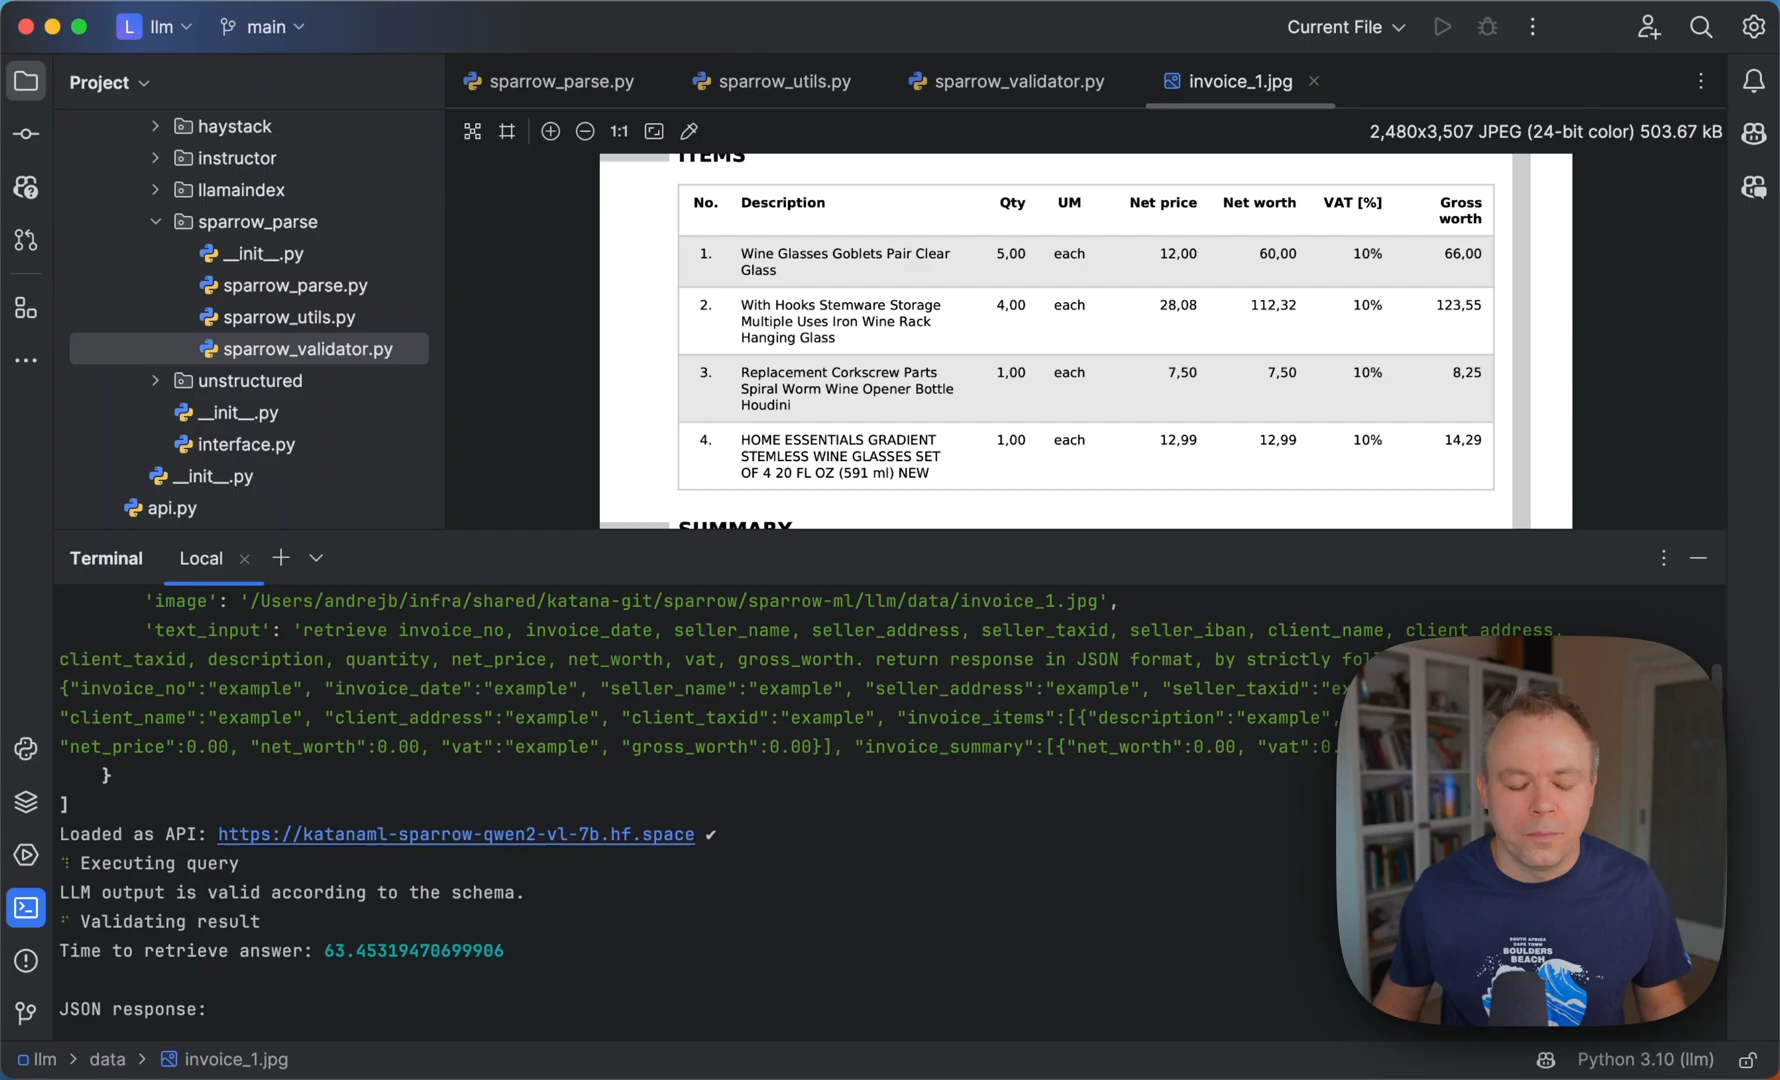 L llm main Current File
Project
sparrow_parse.py sparrow_utils.py sparrow_validator.py invoice_1.jpg
1:1 2,480x3,507 JPEG (24-bit color) 503.67 kB
haystack
instructor
llamaindex
sparrow_parse
__init__.py
sparrow_parse.py
sparrow_utils.py
sparrow_validator.py
unstructured
__init__.py
interface.py
__init__.py
api.py
ITEMS
No. Description Qty UM Net price Net worth VAT [%] Gross
worth
1. Wine Glasses Goblets Pair Clear 5,00 each 12,00 60,00 10% 66,00
Glass
2. With Hooks Stemware Storage 4,00 each 28,08 112,32 10% 123,55
Multiple Uses Iron Wine Rack
Hanging Glass
3. Replacement Corkscrew Parts 1,00 each 7,50 7,50 10% 8,25
Spiral Worm Wine Opener Bottle
Houdini
4. HOME ESSENTIALS GRADIENT 1,00 each 12,99 12,99 10% 14,29
STEMLESS WINE GLASSES SET
OF 4 20 FL OZ (591 ml) NEW
SUMMARY
Terminal Local
'image': '/Users/andrejb/infra/shared/katana-git/sparrow/sparrow-ml/llm/data/invoice_1.jpg',
'text_input': 'retrieve invoice_no, invoice_date, seller_name, seller_address, seller_taxid, seller_iban, client_name, client_address,
client_taxid, description, quantity, net_price, net_worth, vat, gross_worth. return response in JSON format, by strictly fol
{"invoice_no":"example", "invoice_date":"example", "seller_name":"example", "seller_address":"example", "seller_taxid":"ex
"client_name":"example", "client_address":"example", "client_taxid":"example", "invoice_items":[{"description":"example",
"net_price":0.00, "net_worth":0.00, "vat":"example", "gross_worth":0.00}], "invoice_summary":[{"net_worth":0.00, "vat":0.
}
]
Loaded as API: https://katanaml-sparrow-qwen2-vl-7b.hf.space ✔
Executing query
LLM output is valid according to the schema.
Validating result
Time to retrieve answer: 63.45319470699906
JSON response:
SOUTH AFRICA
CAPE TOWN
BOULDERS
BEACH
llm > data > invoice_1.jpg Python 3.10 (llm)